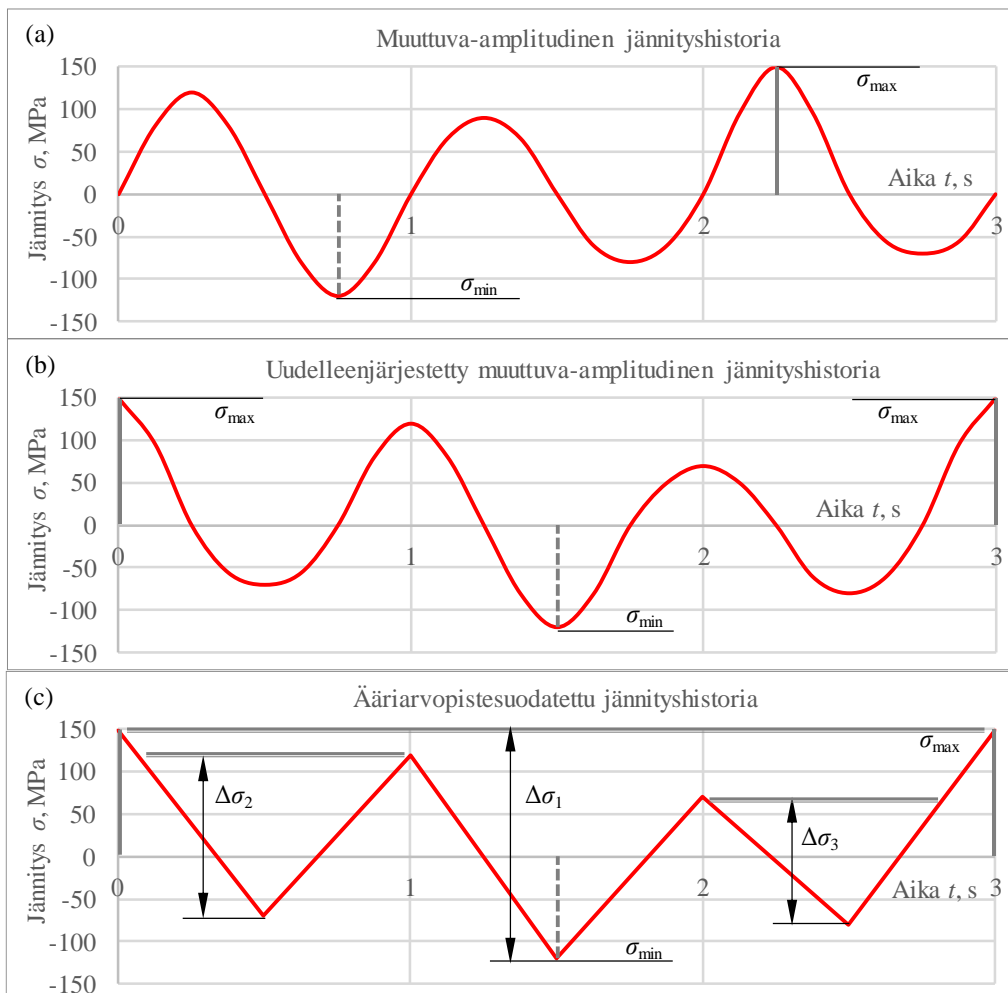 (a)
Muuttuva-amplitudinen jännityshistoria
Jännitys σ, MPa
150
100
50
0
-50
-100
-150
σmax
Aika t, s
0
1
2
3
σmin
(b)
Uudelleenjärjestetty muuttuva-amplitudinen jännityshistoria
Jännitys σ, MPa
150
100
50
0
-50
-100
-150
σmax
σmax
Aika t, s
0
1
2
3
σmin
(c)
Ääriarvopistesuodatettu jännityshistoria
Jännitys σ, MPa
150
100
50
0
-50
-100
-150
σmax
Δσ2
Δσ1
Δσ3
0
1
2
3
Aika t, s
σmin